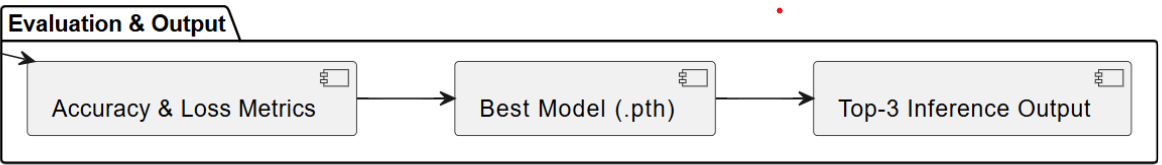 Evaluation & Output
Accuracy & Loss Metrics
Best Model (.pth)
Top-3 Inference Output